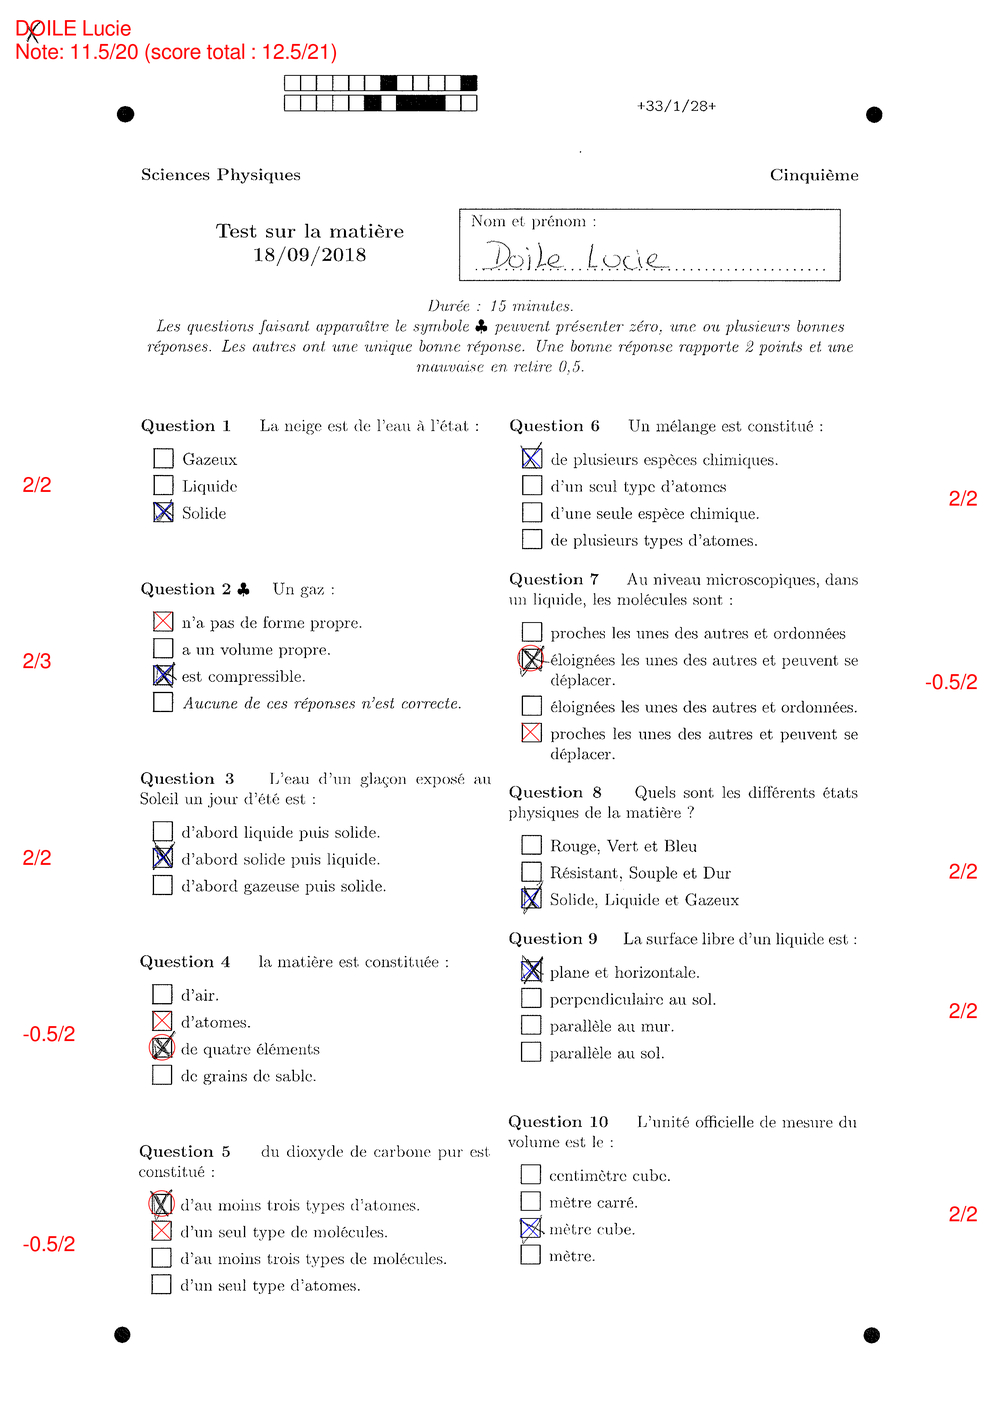 DOILE Lucie
Note: 11.5/20 (score total : 12.5/21)
+33/1/28+
Sciences Physiques
Cinquième
Test sur la matière
18/09/2018
Nom et prénom :
Doile Lucie
Durée : 15 minutes.
Les questions faisant apparaître le symbole ♣ peuvent présenter zéro, une ou plusieurs bonnes
réponses. Les autres ont une unique bonne réponse. Une bonne réponse rapporte 2 points et une
mauvaise en retire 0,5.
Question 1 La neige est de l'eau à l'état :
Gazeux
2/2
Liquide
Solide
Question 2 ♣ Un gaz :
n'a pas de forme propre.
a un volume propre.
2/3
est compressible.
Aucune de ces réponses n'est correcte.
Question 3 L'eau d'un glaçon exposé au
Soleil un jour d'été est :
d'abord liquide puis solide.
2/2
d'abord solide puis liquide.
d'abord gazeuse puis solide.
Question 4 la matière est constituée :
d'air.
d'atomes.
-0.5/2
de quatre éléments
de grains de sable.
Question 5 du dioxyde de carbone pur est
constitué :
d'au moins trois types d'atomes.
d'un seul type de molécules.
-0.5/2
d'au moins trois types de molécules.
d'un seul type d'atomes.
Question 6 Un mélange est constitué :
de plusieurs espèces chimiques.
d'un seul type d'atomes
2/2
d'une seule espèce chimique.
de plusieurs types d'atomes.
Question 7 Au niveau microscopiques, dans
un liquide, les molécules sont :
proches les unes des autres et ordonnées
éloignées les unes des autres et peuvent se
déplacer.
-0.5/2
éloignées les unes des autres et ordonnées.
proches les unes des autres et peuvent se
déplacer.
Question 8 Quels sont les différents états
physiques de la matière ?
Rouge, Vert et Bleu
Résistant, Souple et Dur
2/2
Solide, Liquide et Gazeux
Question 9 La surface libre d'un liquide est :
plane et horizontale.
perpendiculaire au sol.
2/2
parallèle au mur.
parallèle au sol.
Question 10 L'unité officielle de mesure du
volume est le :
centimètre cube.
mètre carré.
2/2
mètre cube.
mètre.